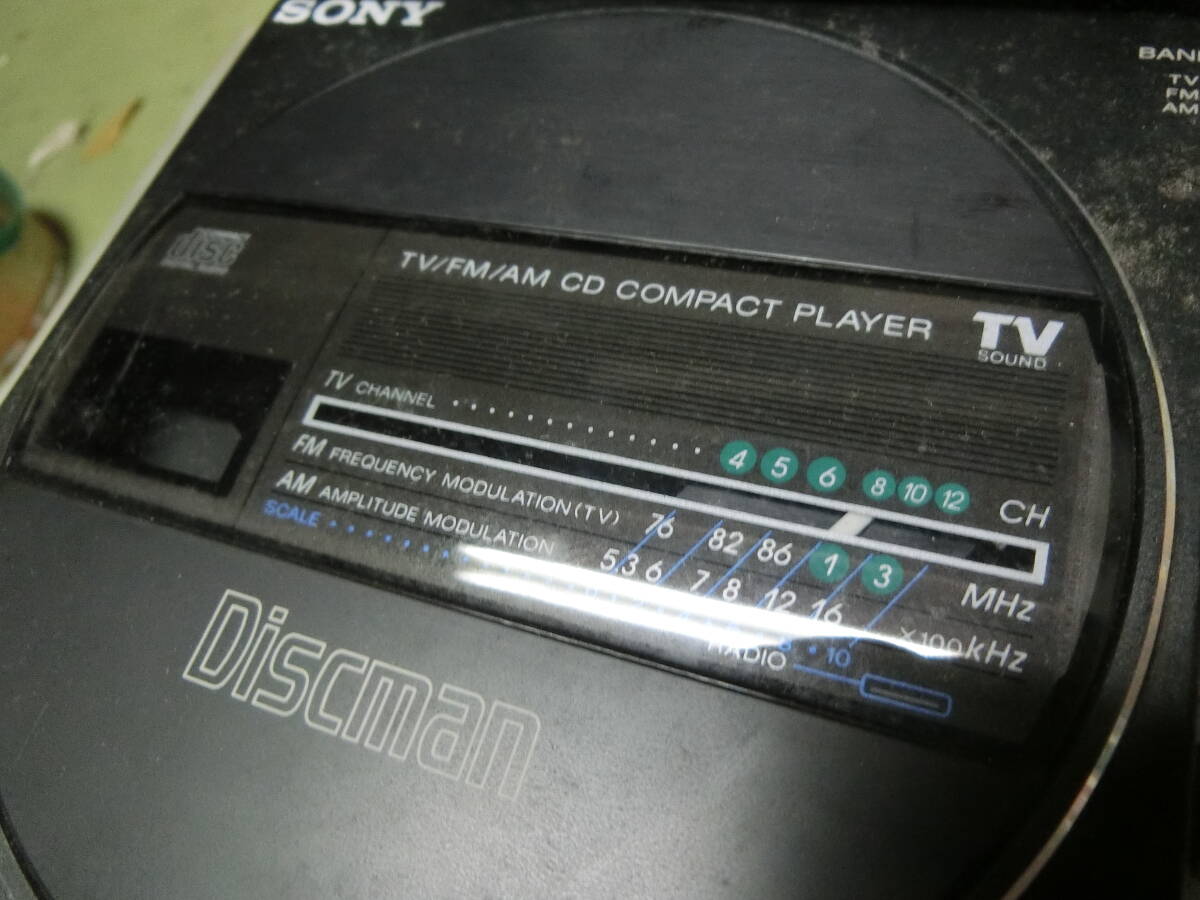 SONY
BAND
TV
FM
AM
disc
TV/FM/AM CD COMPACT PLAYER
TV
SOUND
TV CHANNEL
4 5 6 8 10 12 CH
FM FREQUENCY MODULATION (TV) 76 82 86 1 3 MHz
AM AMPLITUDE MODULATION 5.3 6 7 8 12 16 ×100kHz
SCALE 10
RADIO
Discman